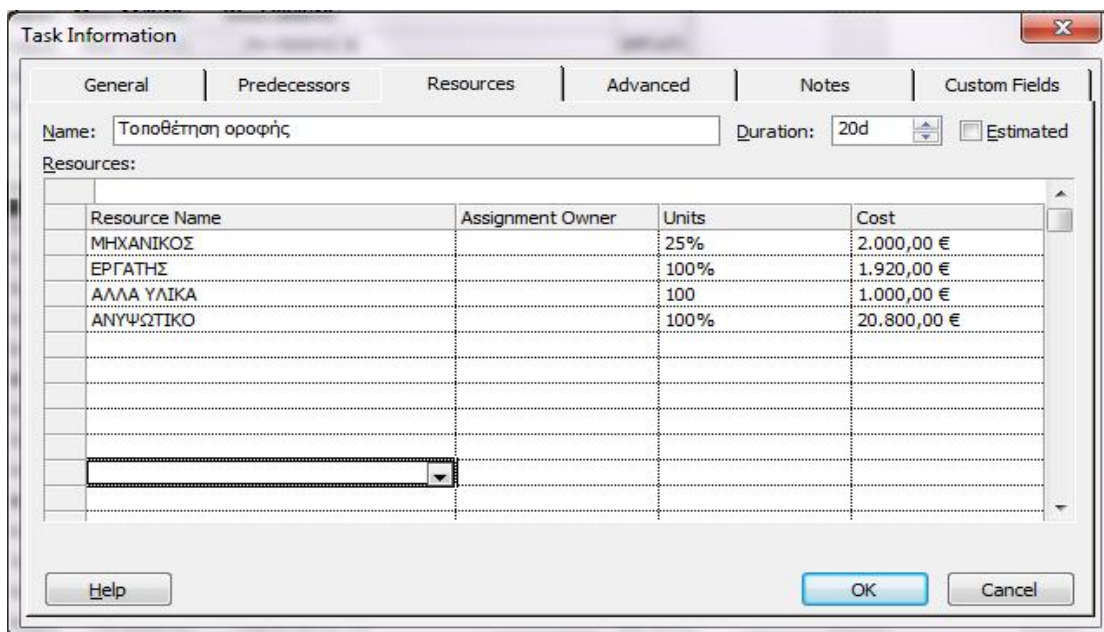 Task Information
General Predecessors Resources Advanced Notes Custom Fields
Name: Τοποθέτηση οροφής Duration: 20d Estimated
Resources:
Resource Name Assignment Owner Units Cost
ΜΗΧΑΝΙΚΟΣ 25% 2.000,00 €
ΕΡΓΑΤΗΣ 100% 1.920,00 €
ΑΛΛΑ ΥΛΙΚΑ 100 1.000,00 €
ΑΝΥΨΩΤΙΚΟ 100% 20.800,00 €
Help OK Cancel